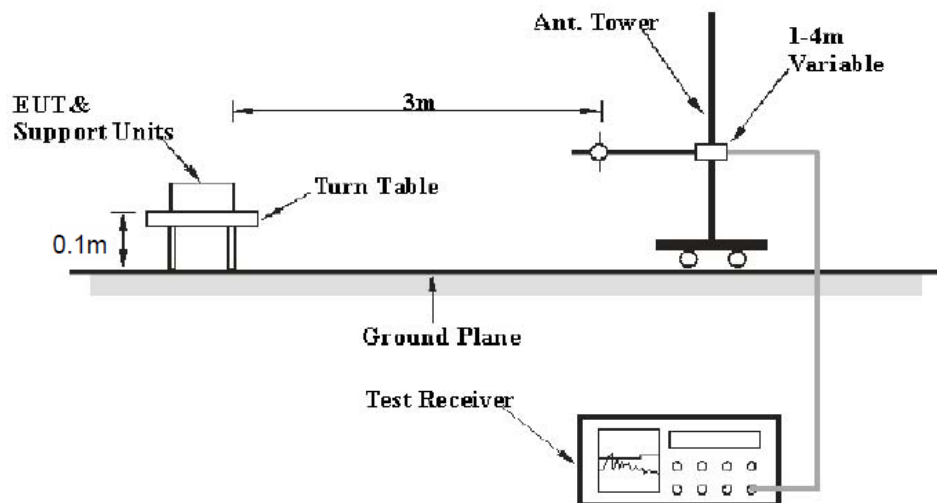 Ant. Tower
1-4m
Variable
3m
EUT&
Support Units
Turn Table
0.1m
Ground Plane
Test Receiver